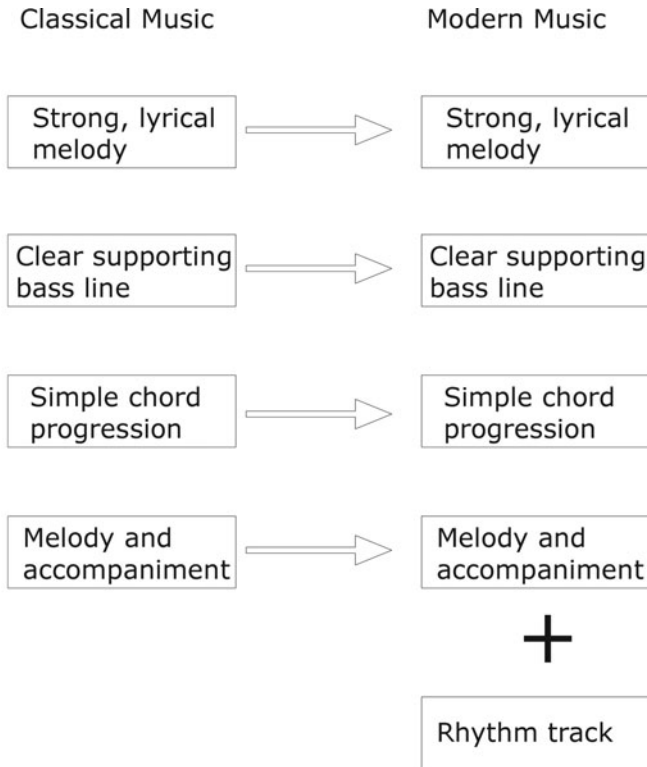 Classical Music
Modern Music
Strong, lyrical
melody
Strong, lyrical
melody
Clear supporting
bass line
Clear supporting
bass line
Simple chord
progression
Simple chord
progression
Melody and
accompaniment
Melody and
accompaniment
+
Rhythm track